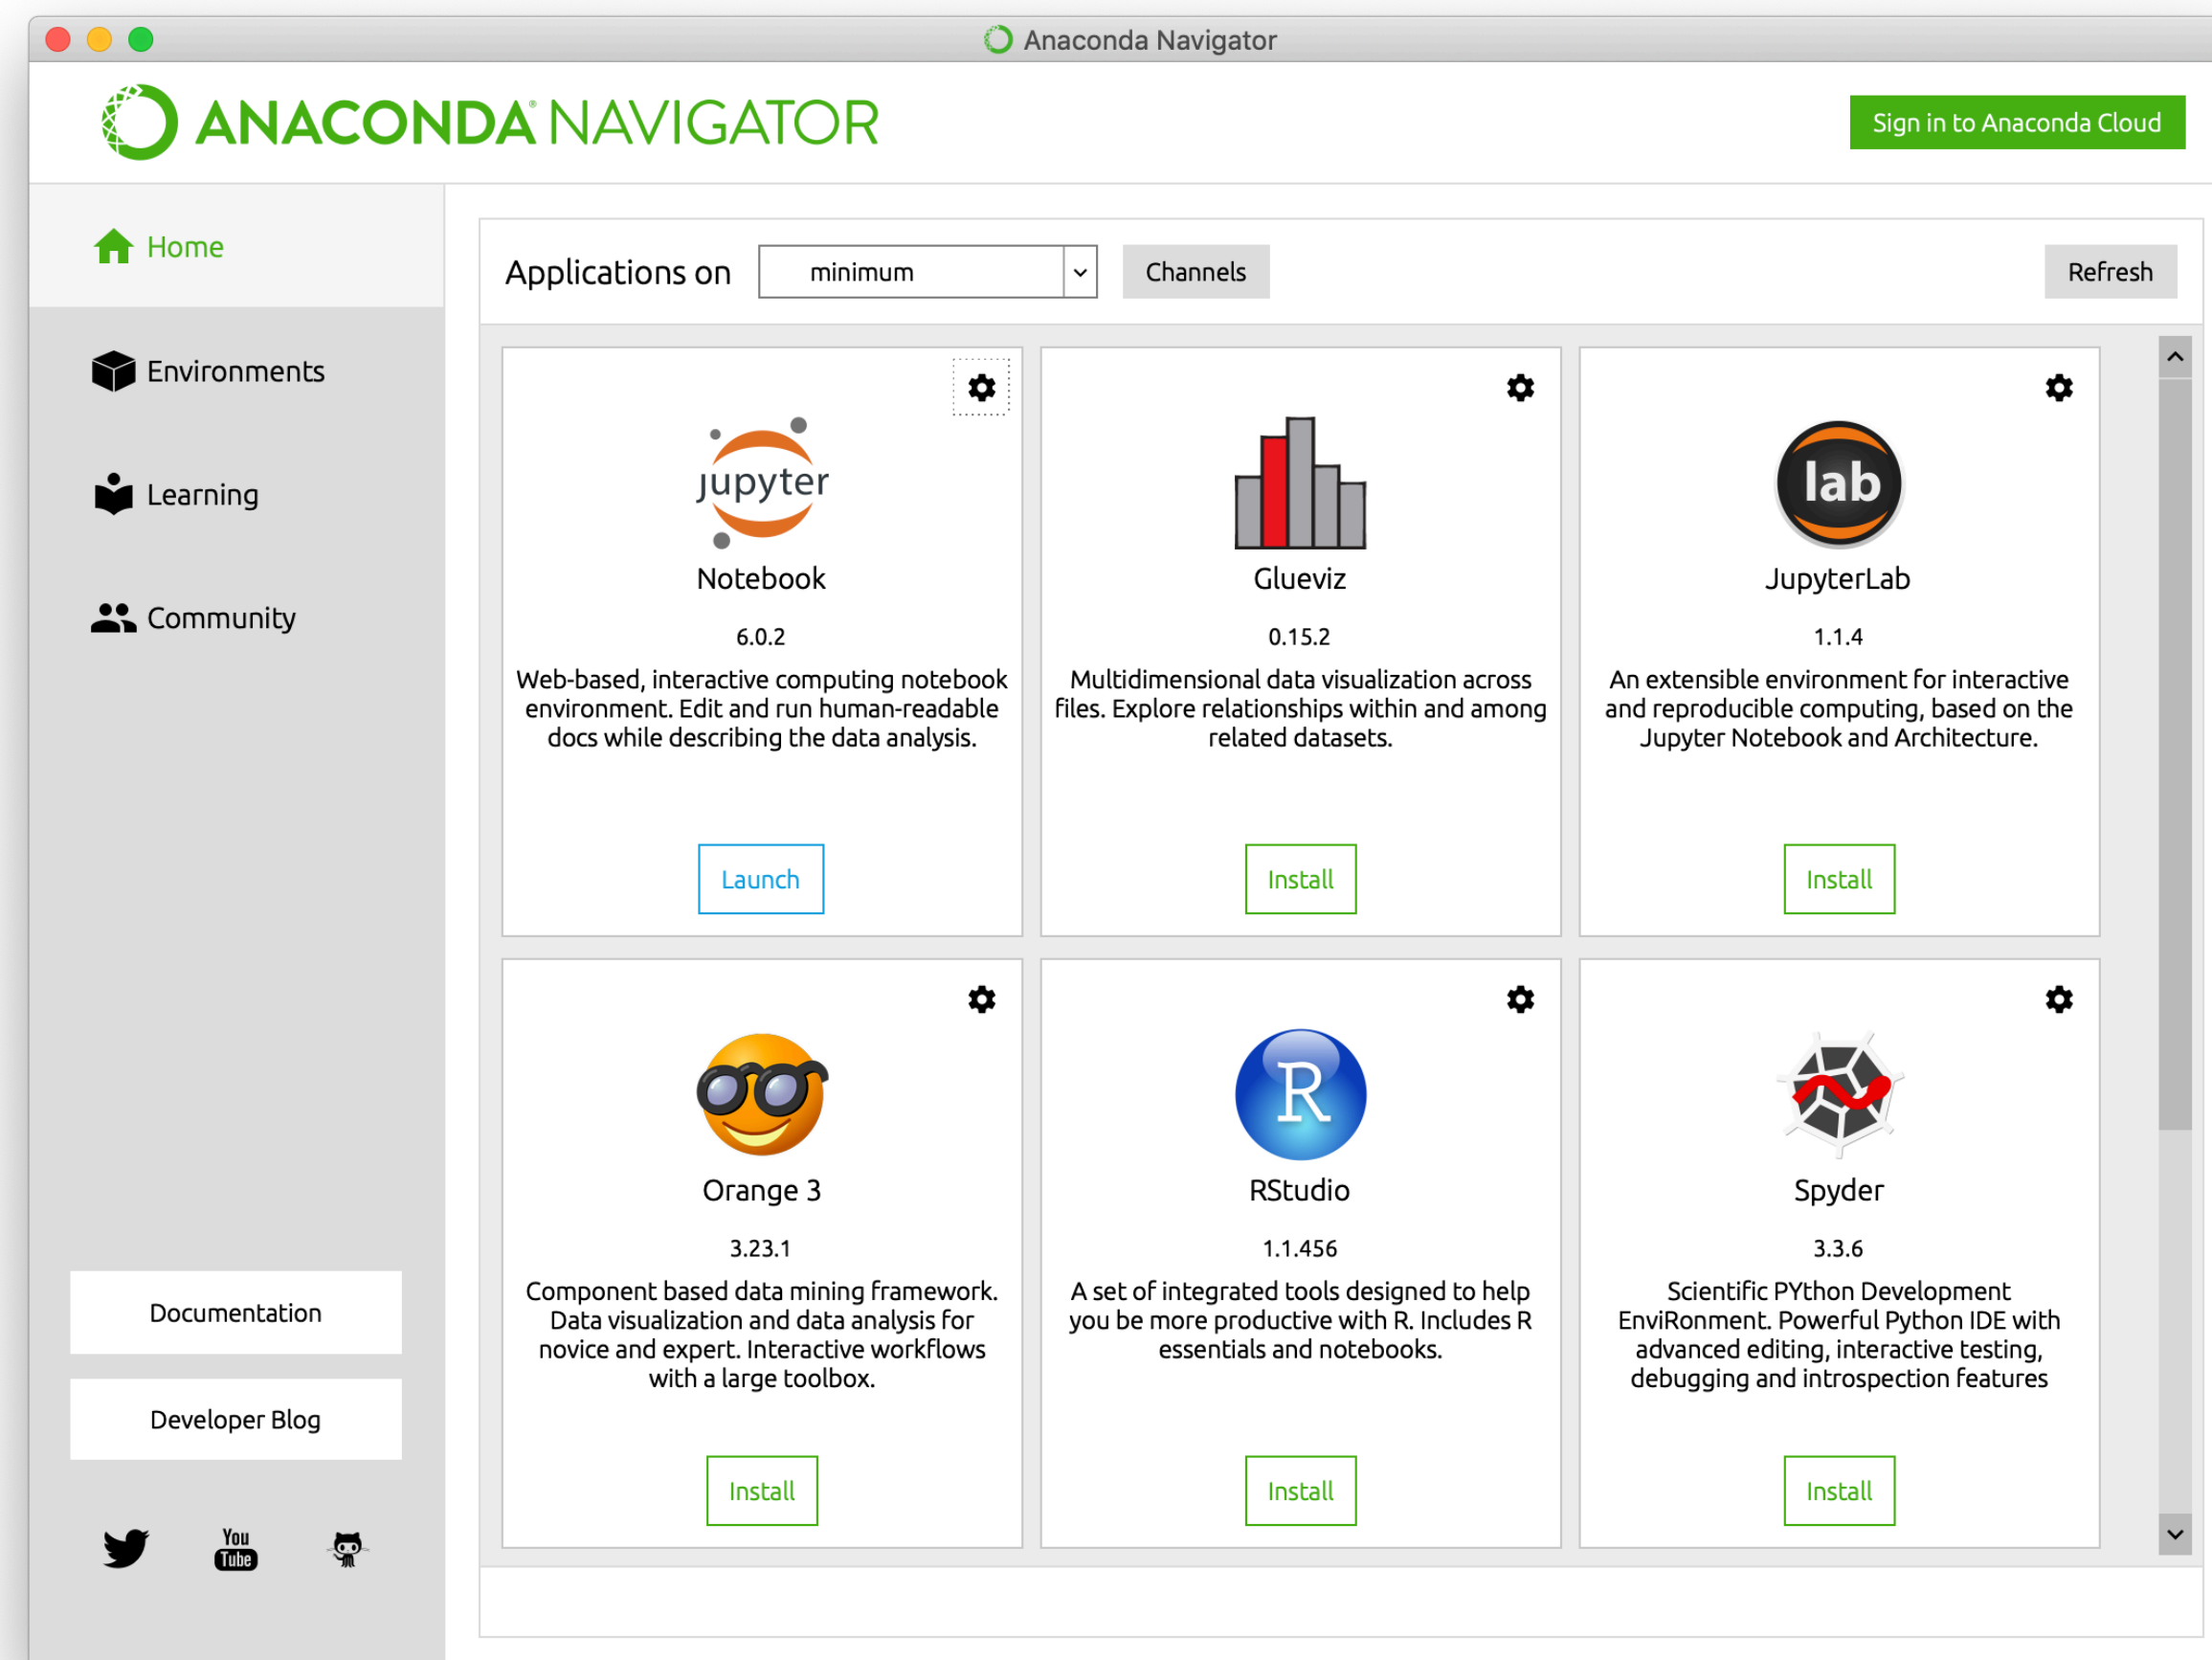 Anaconda Navigator
ANACONDA® NAVIGATOR
Sign in to Anaconda Cloud
Home
Environments
Learning
Community
Documentation
Developer Blog
You
Tube
Applications on
minimum
Channels
Refresh
jupyter
Notebook
6.0.2
Web-based, interactive computing notebook
environment. Edit and run human-readable
docs while describing the data analysis.
Launch
Glueviz
0.15.2
Multidimensional data visualization across
files. Explore relationships within and among
related datasets.
Install
lab
JupyterLab
1.1.4
An extensible environment for interactive
and reproducible computing, based on the
Jupyter Notebook and Architecture.
Install
Orange 3
3.23.1
Component based data mining framework.
Data visualization and data analysis for
novice and expert. Interactive workflows
with a large toolbox.
Install
R
RStudio
1.1.456
A set of integrated tools designed to help
you be more productive with R. Includes R
essentials and notebooks.
Install
Spyder
3.3.6
Scientific PYthon Development
EnviRonment. Powerful Python IDE with
advanced editing, interactive testing,
debugging and introspection features
Install